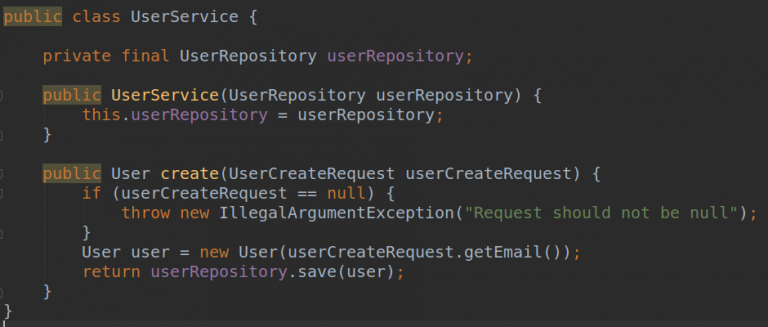 public class UserService {
private final UserRepository userRepository;
public UserService(UserRepository userRepository) {
this.userRepository = userRepository;
}
public User create(UserCreateRequest userCreateRequest) {
if (userCreateRequest == null) {
throw new IllegalArgumentException("Request should not be null");
}
User user = new User(userCreateRequest.getEmail());
return userRepository.save(user);
}
}